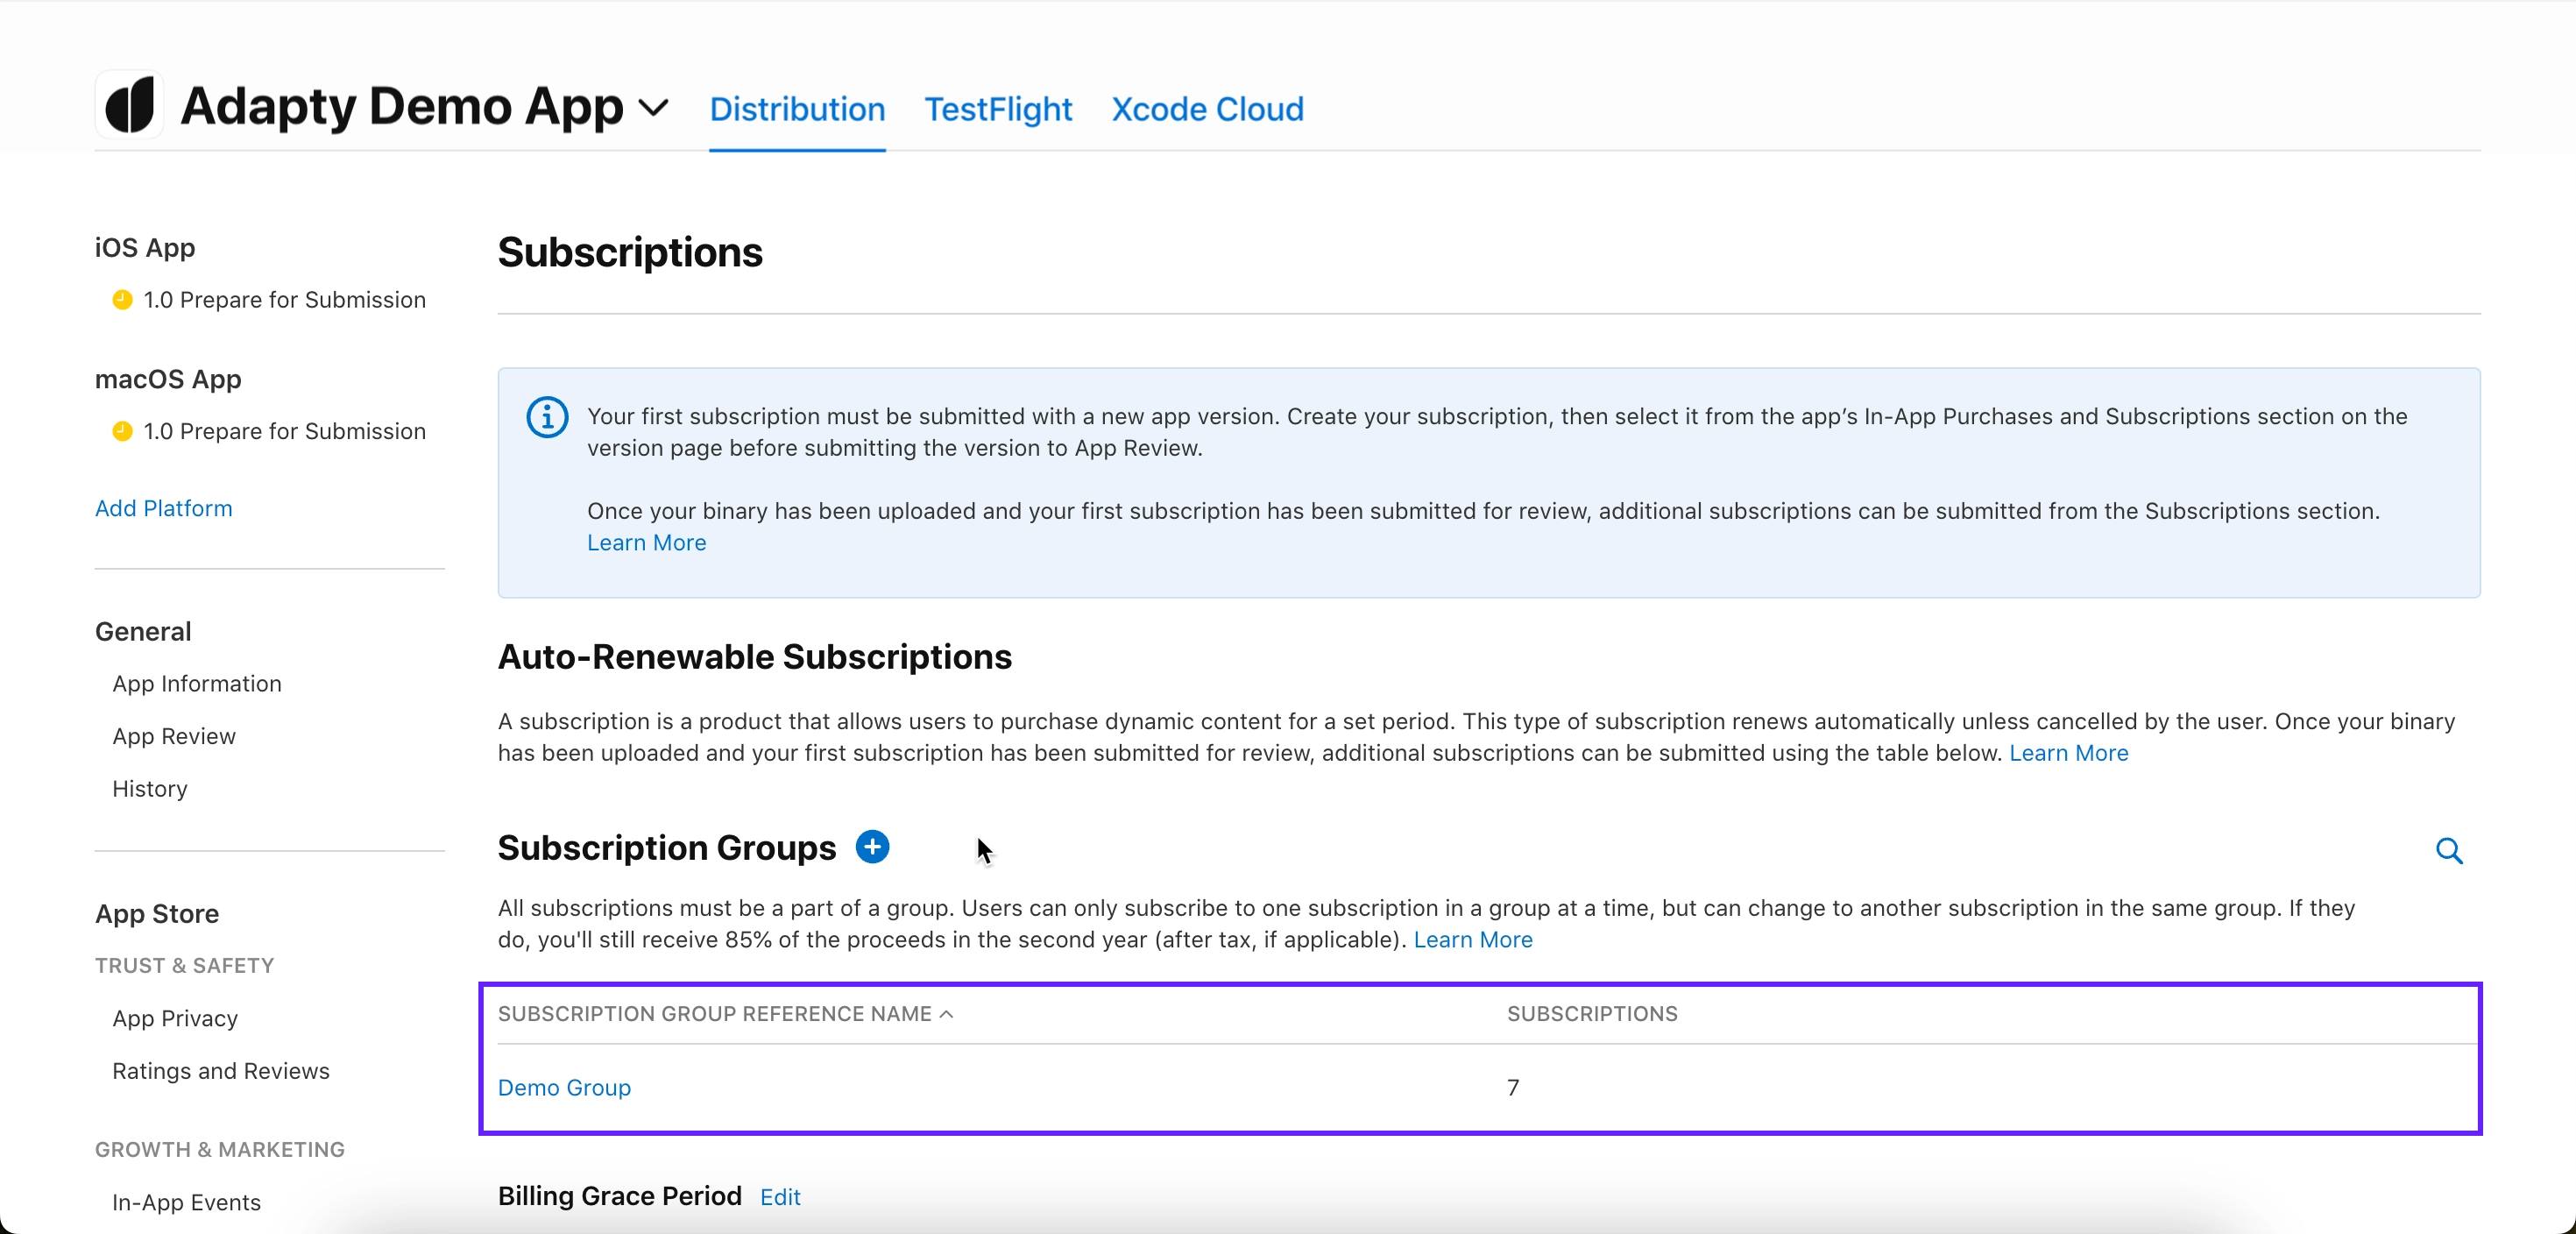 Adapty Demo App
Distribution
TestFlight
Xcode Cloud
iOS App
1.0 Prepare for Submission
macOS App
1.0 Prepare for Submission
Add Platform
General
App Information
App Review
History
App Store
TRUST & SAFETY
App Privacy
Ratings and Reviews
GROWTH & MARKETING
In-App Events
Subscriptions
Your first subscription must be submitted with a new app version. Create your subscription, then select it from the app’s In-App Purchases and Subscriptions section on the
version page before submitting the version to App Review.
Once your binary has been uploaded and your first subscription has been submitted for review, additional subscriptions can be submitted from the Subscriptions section.
Learn More
Auto-Renewable Subscriptions
A subscription is a product that allows users to purchase dynamic content for a set period. This type of subscription renews automatically unless cancelled by the user. Once your binary
has been uploaded and your first subscription has been submitted for review, additional subscriptions can be submitted using the table below. Learn More
Subscription Groups
All subscriptions must be a part of a group. Users can only subscribe to one subscription in a group at a time, but can change to another subscription in the same group. If they
do, you'll still receive 85% of the proceeds in the second year (after tax, if applicable). Learn More
SUBSCRIPTION GROUP REFERENCE NAME
SUBSCRIPTIONS
Demo Group
7
Billing Grace Period Edit